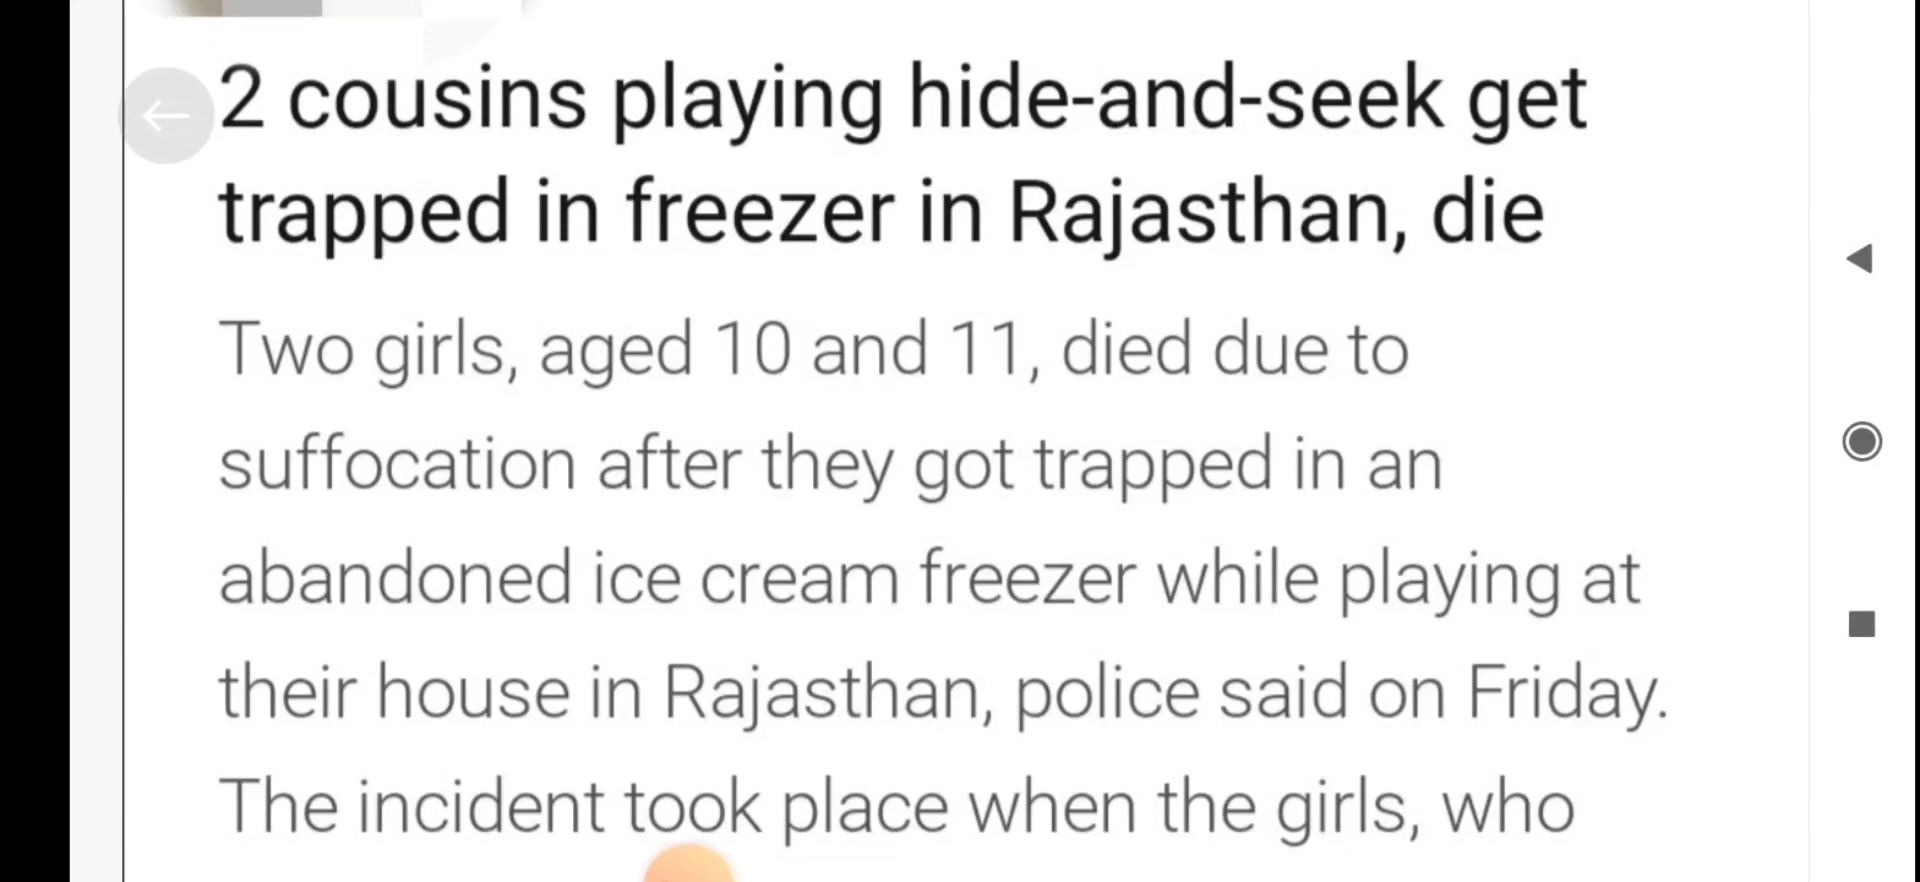 2 cousins playing hide-and-seek get
trapped in freezer in Rajasthan, die
Two girls, aged 10 and 11, died due to
suffocation after they got trapped in an
abandoned ice cream freezer while playing at
their house in Rajasthan, police said on Friday.
The incident took place when the girls, who